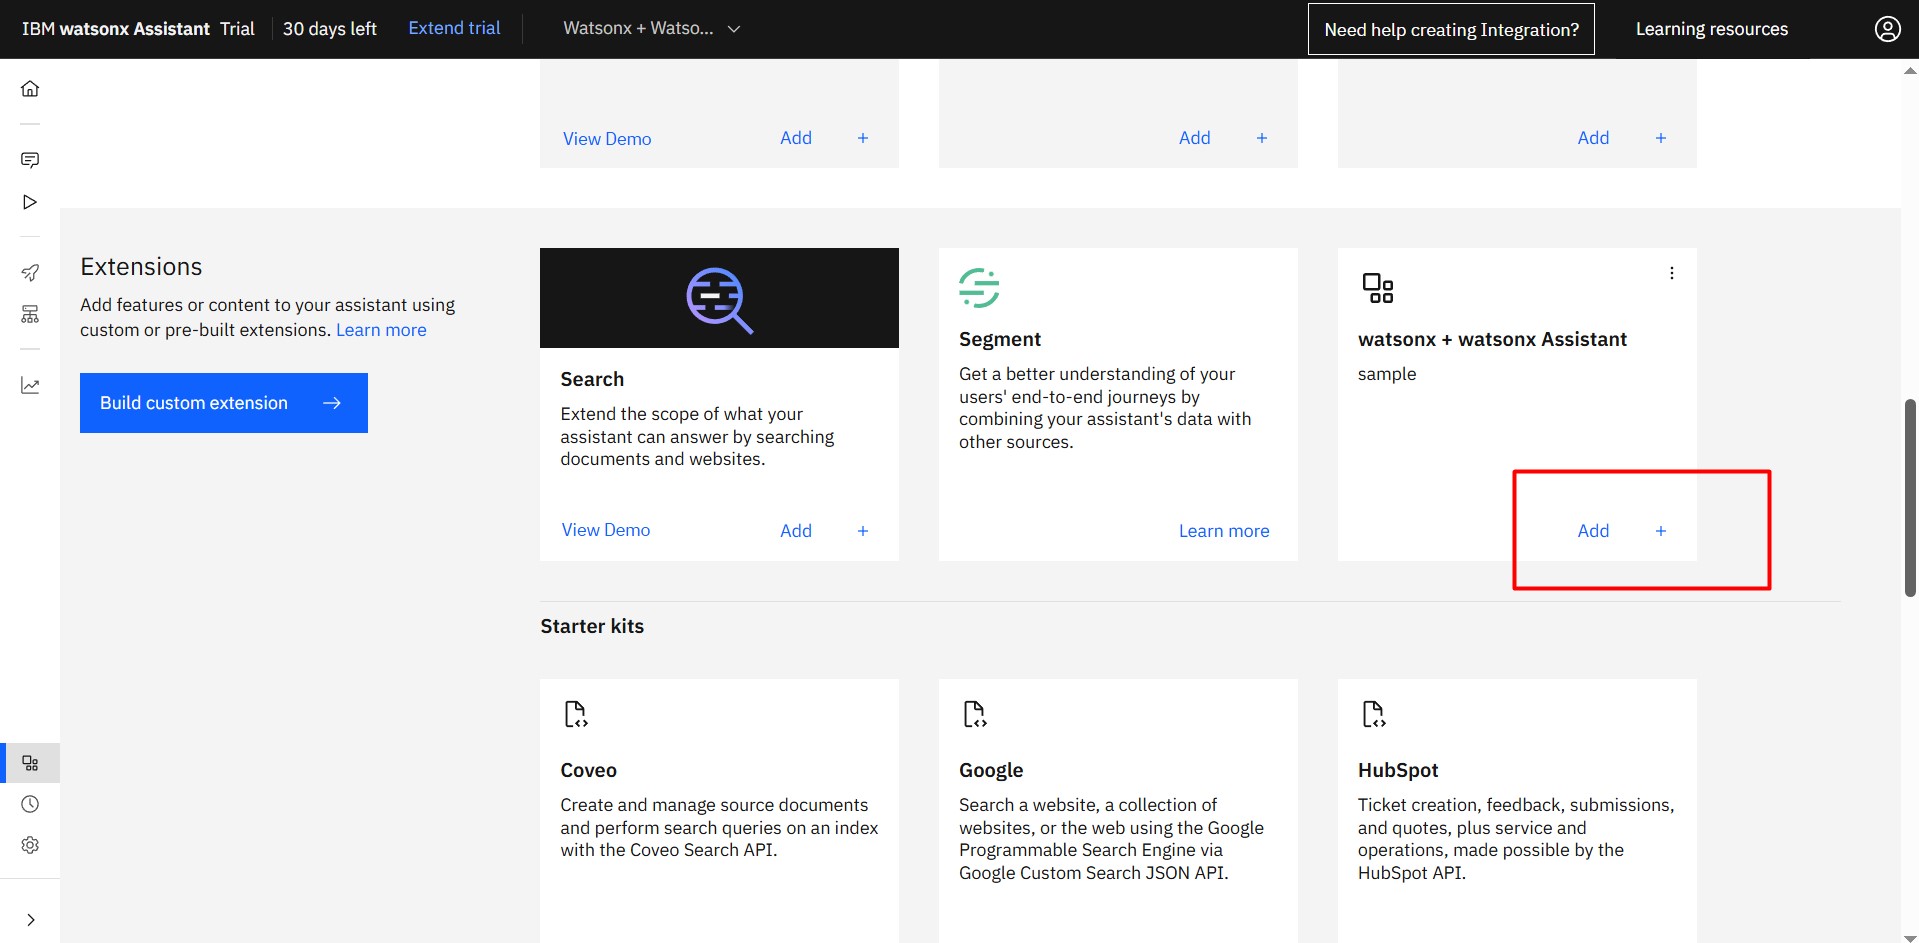 IBM watsonx Assistant Trial
30 days left
Extend trial
Watsonx + Watso...
Need help creating Integration?
Learning resources
View Demo
Add +
Add +
Add +
Extensions
Add features or content to your assistant using
custom or pre-built extensions. Learn more
Build custom extension
Search
Extend the scope of what your
assistant can answer by searching
documents and websites.
View Demo
Add +
Segment
Get a better understanding of your
users' end-to-end journeys by
combining your assistant's data with
other sources.
Learn more
watsonx + watsonx Assistant
sample
Add +
Starter kits
Coveo
Create and manage source documents
and perform search queries on an index
with the Coveo Search API.
Google
Search a website, a collection of
websites, or the web using the Google
Programmable Search Engine via
Google Custom Search JSON API.
HubSpot
Ticket creation, feedback, submissions,
and quotes, plus service and
operations, made possible by the
HubSpot API.